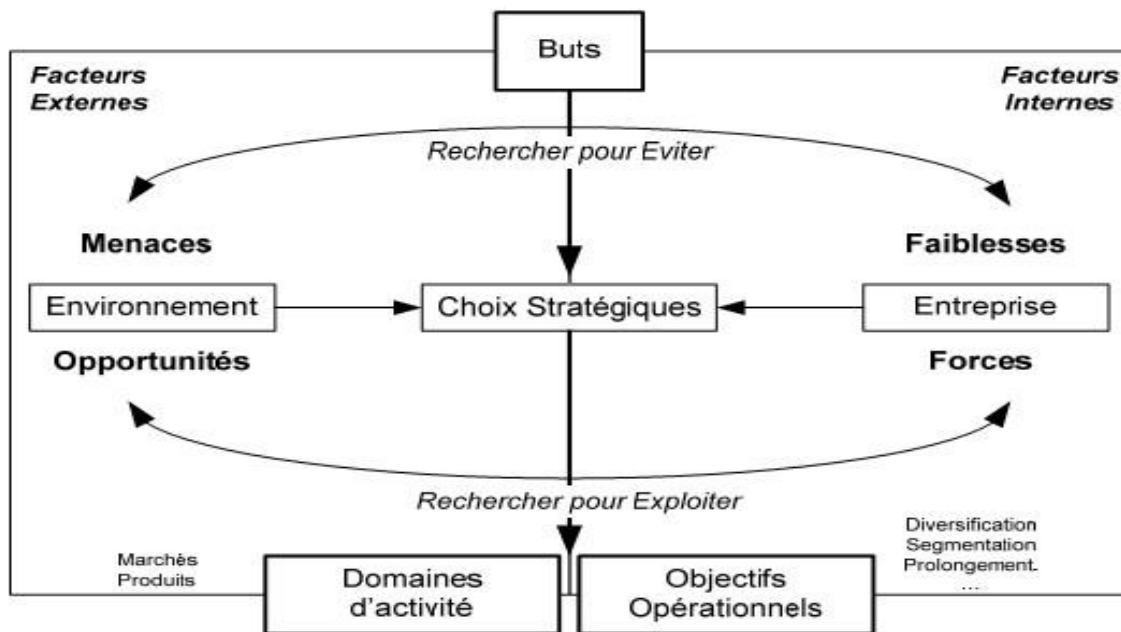 Buts
Facteurs
Externes
Facteurs
Internes
Rechercher pour Eviter
Menaces
Faiblesses
Environnement
Choix Stratégiques
Entreprise
Opportunités
Forces
Rechercher pour Exploiter
Marchès
Produits
Domaines
d'activité
Objectifs
Opérationnels
Diversification
Segmentation
Prolongement.
...